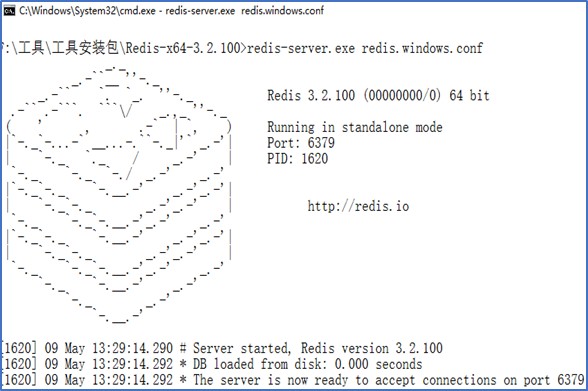 C:\Windows\System32\cmd.exe - redis-server.exe redis.windows.conf
:\工具\工具安装包\Redis-x64-3.2.100>redis-server.exe redis.windows.conf
Redis 3.2.100 (00000000/0) 64 bit
Running in standalone mode
Port: 6379
PID: 1620
http://redis.io
[1620] 09 May 13:29:14.290 # Server started, Redis version 3.2.100
[1620] 09 May 13:29:14.292 * DB loaded from disk: 0.000 seconds
[1620] 09 May 13:29:14.292 * The server is now ready to accept connections on port 6379